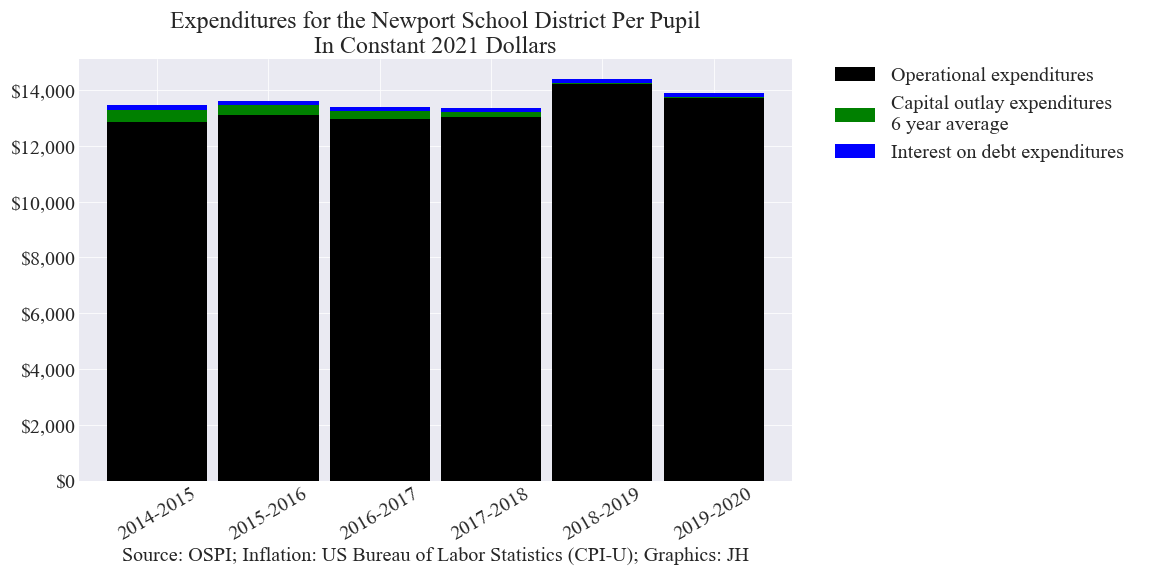 Expenditures for the Newport School District Per Pupil
In Constant 2021 Dollars
$14,000
$12,000
$10,000
$8,000
$6,000
$4,000
$2,000
$0
2014-2015
2015-2016
2016-2017
2017-2018
2018-2019
2019-2020
Source: OSPI; Inflation: US Bureau of Labor Statistics (CPI-U); Graphics: JH
Operational expenditures
Capital outlay expenditures
6 year average
Interest on debt expenditures